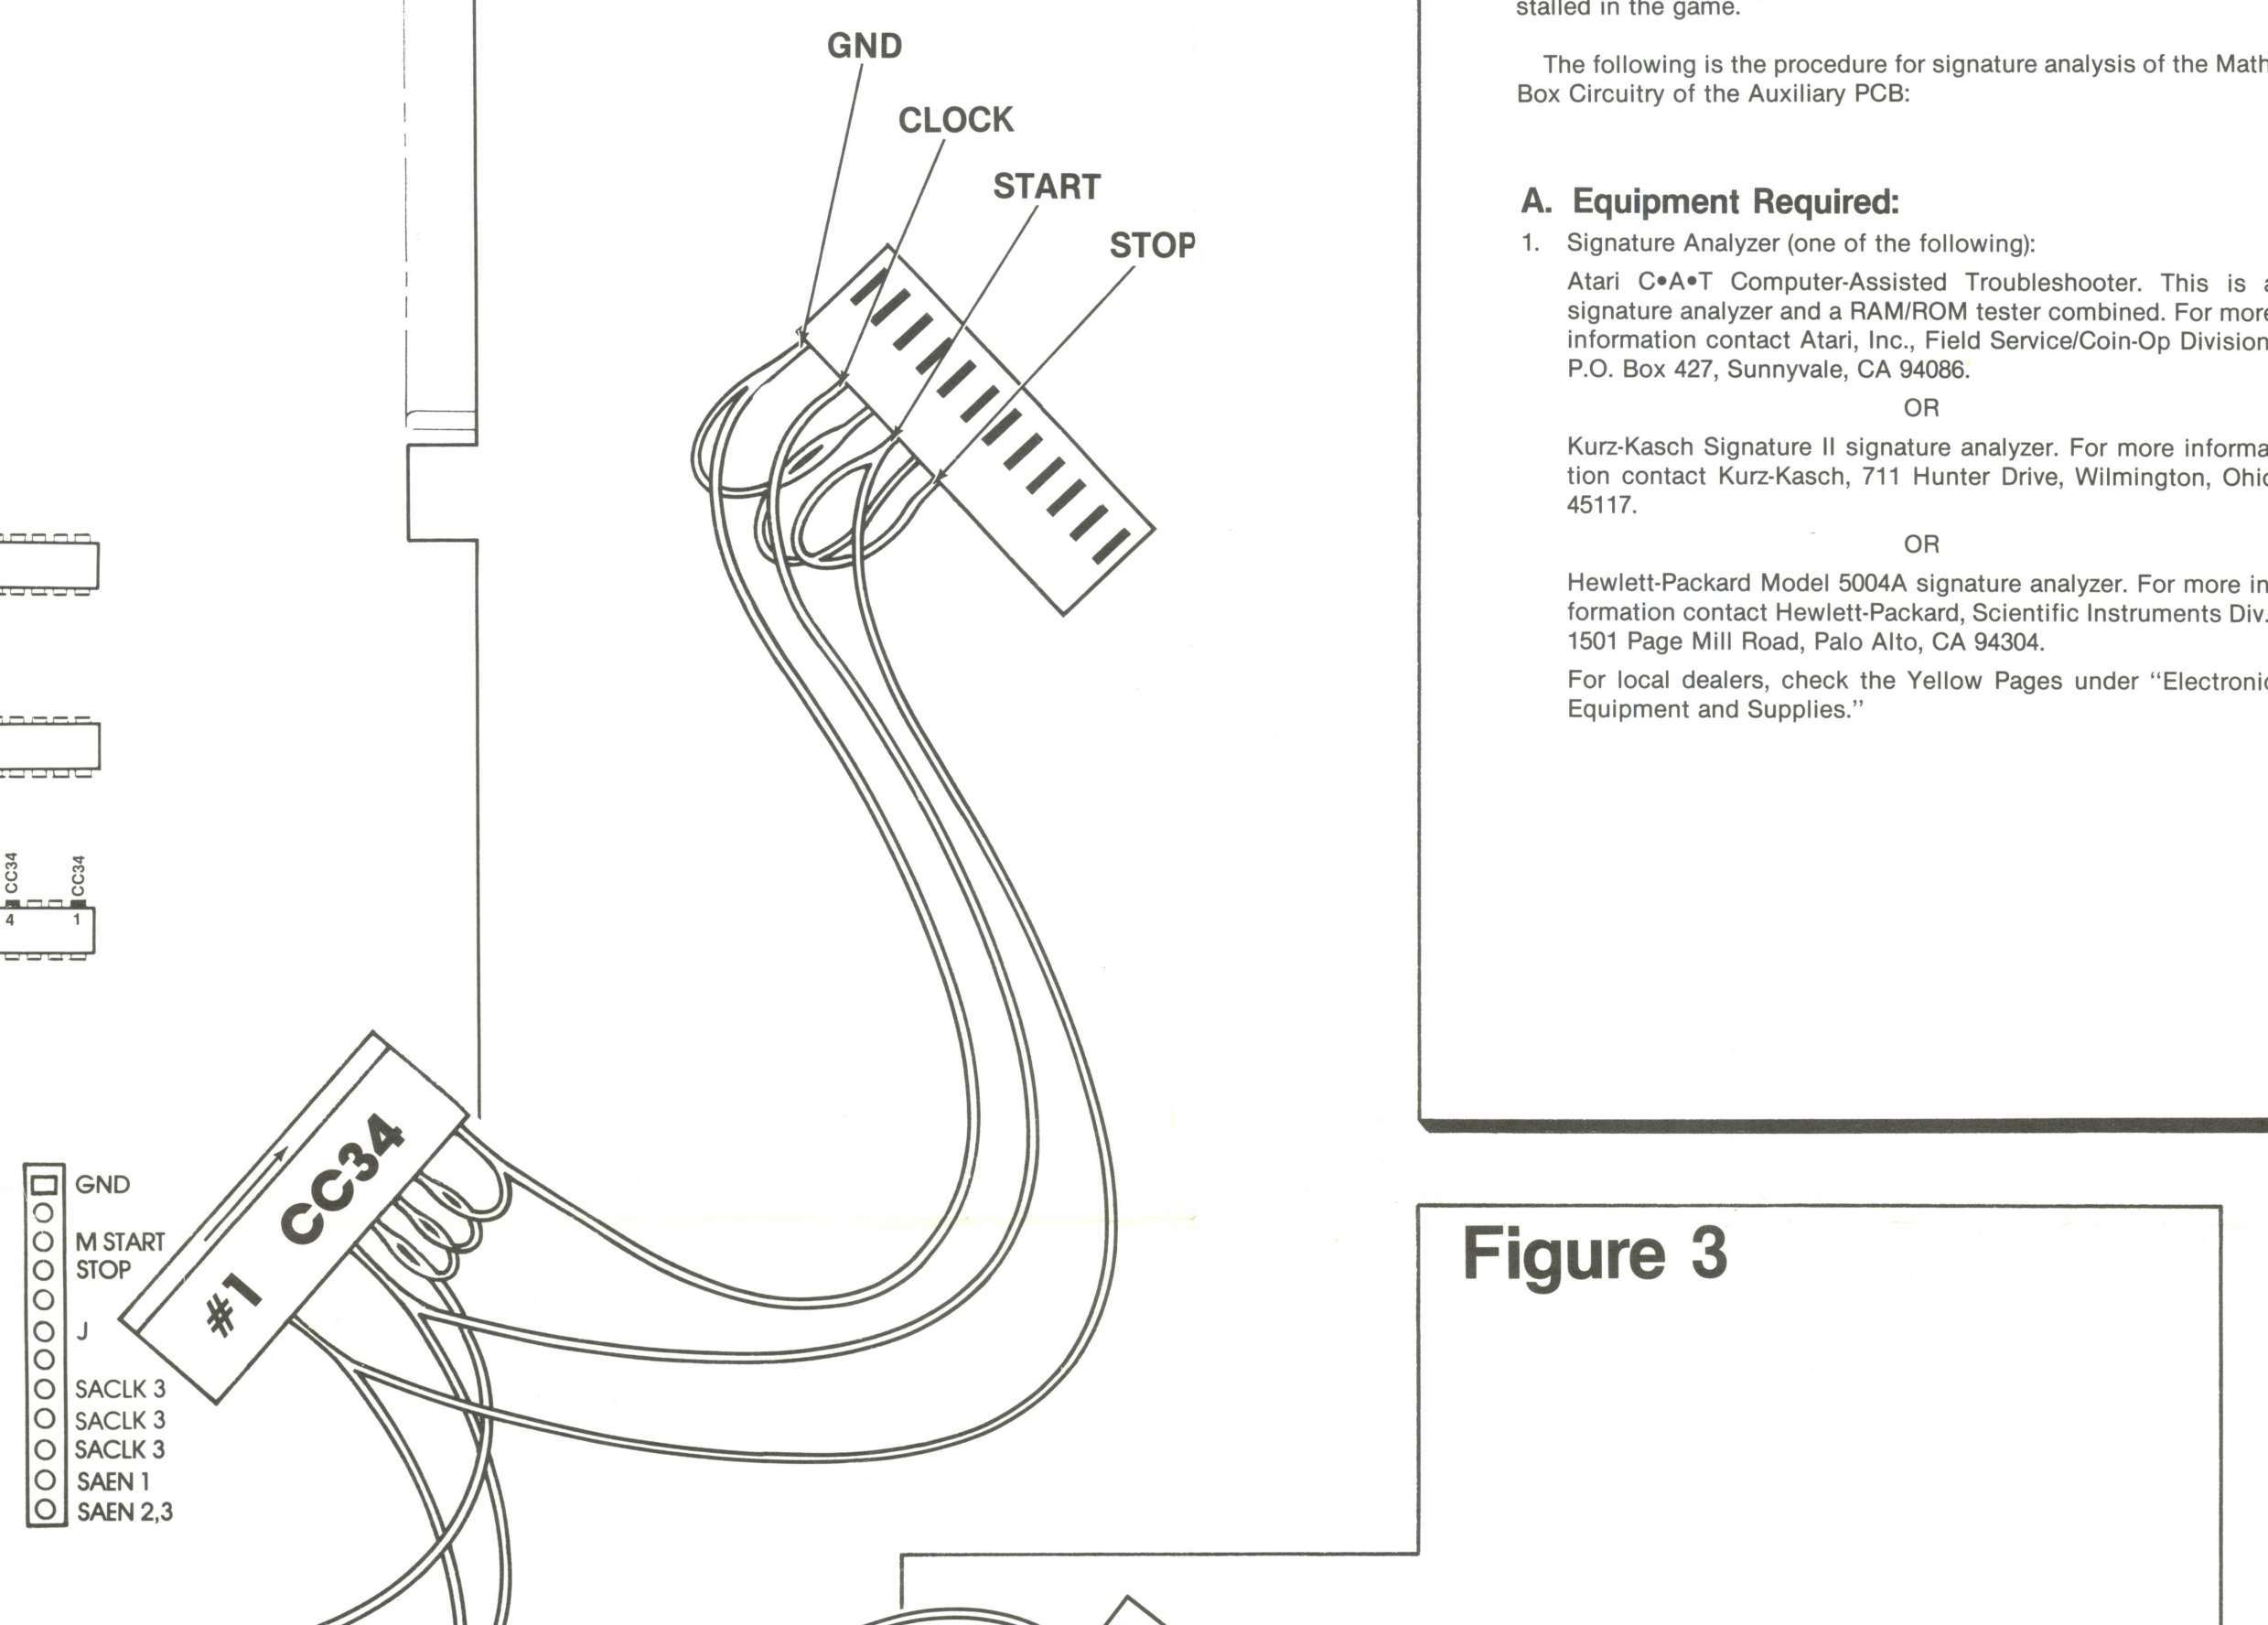 GND
CLOCK
START
STOP
CC34
CC34
4
1
CC34
#1
GND
M START
STOP
J
SACLK 3
SACLK 3
SACLK 3
SAEN 1
SAEN 2,3
stalled in the game.
The following is the procedure for signature analysis of the Math
Box Circuitry of the Auxiliary PCB:
A. Equipment Required:
1. Signature Analyzer (one of the following):
Atari C•A•T Computer-Assisted Troubleshooter. This is a
signature analyzer and a RAM/ROM tester combined. For more
information contact Atari, Inc., Field Service/Coin-Op Division
P.O. Box 427, Sunnyvale, CA 94086.
OR
Kurz-Kasch Signature II signature analyzer. For more informa
tion contact Kurz-Kasch, 711 Hunter Drive, Wilmington, Ohio
45117.
OR
Hewlett-Packard Model 5004A signature analyzer. For more in
formation contact Hewlett-Packard, Scientific Instruments Div.
1501 Page Mill Road, Palo Alto, CA 94304.
For local dealers, check the Yellow Pages under “Electronic
Equipment and Supplies.”
Figure 3